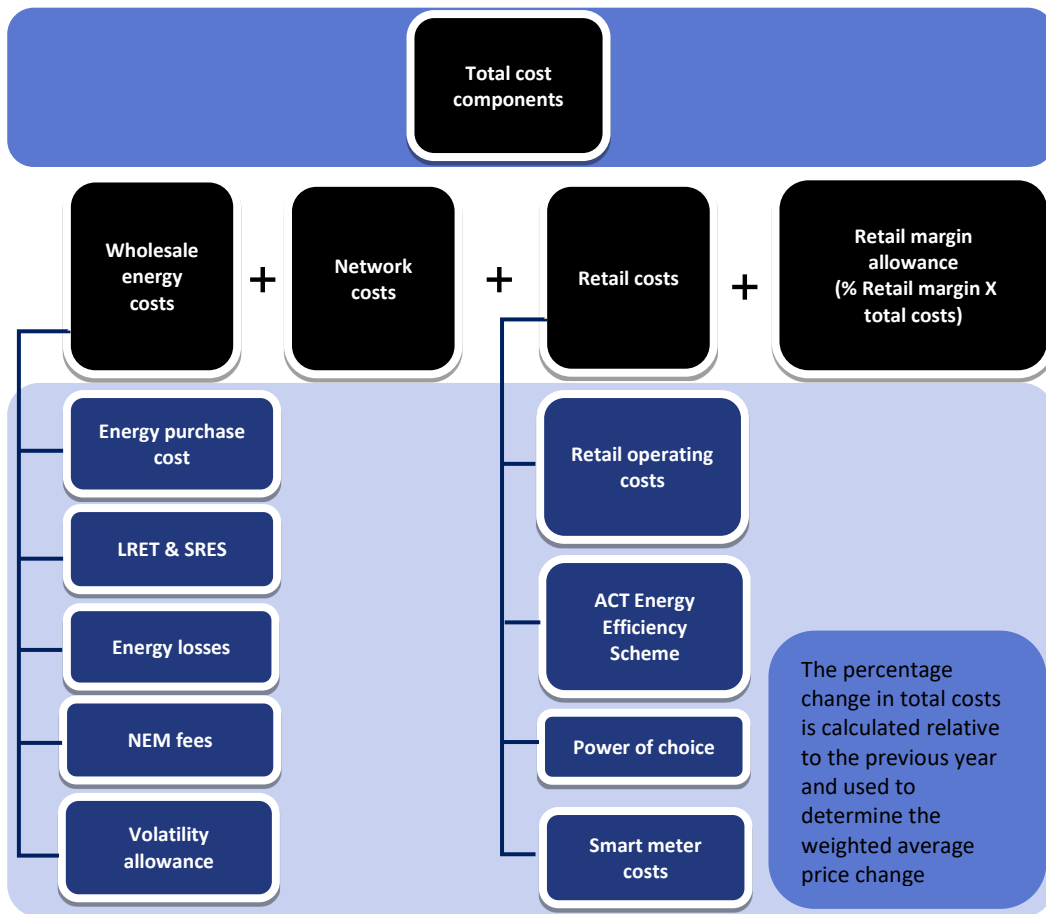 Total cost
components
Wholesale
energy
costs
+
Network
costs
+
Retail costs
+
Retail margin
allowance
(% Retail margin X
total costs)
Energy purchase
cost
LRET & SRES
Energy losses
NEM fees
Volatility
allowance
Retail operating
costs
ACT Energy
Efficiency
Scheme
Power of choice
Smart meter
costs
The percentage
change in total costs
is calculated relative
to the previous year
and used to
determine the
weighted average
price change